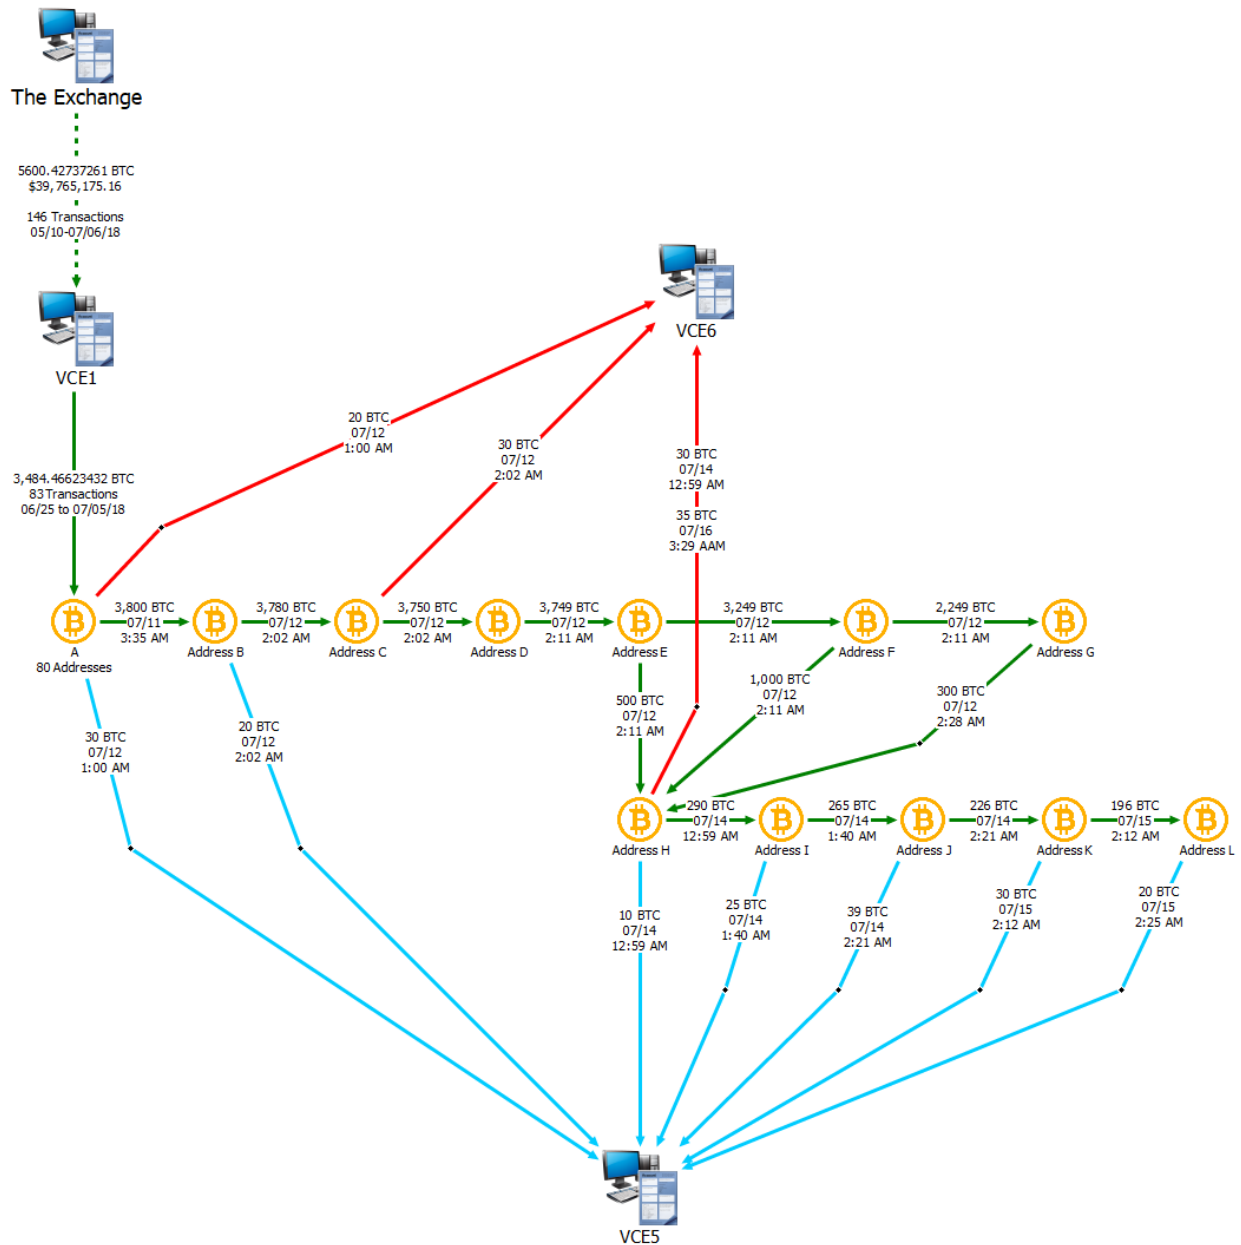 The Exchange
5600.42737261 BTC
$39,765,175.16
146 Transactions
05/10-07/06/18
VCE1
VCE6
20 BTC
07/12
1:00 AM
30 BTC
07/12
2:02 AM
30 BTC
07/14
12:59 AM
35 BTC
07/16
3:29 AAM
3,484.46623432 BTC
83 Transactions
06/25 to 07/05/18
3,800 BTC
07/11
3:35 AM
3,780 BTC
07/12
2:02 AM
3,750 BTC
07/12
2:02 AM
3,749 BTC
07/12
2:11 AM
3,249 BTC
07/12
2:11 AM
2,249 BTC
07/12
2:11 AM
A
80 Addresses
Address B
Address C
Address D
Address E
Address F
Address G
30 BTC
07/12
1:00 AM
20 BTC
07/12
2:02 AM
500 BTC
07/12
2:11 AM
1,000 BTC
07/12
2:11 AM
300 BTC
07/12
2:28 AM
290 BTC
07/14
12:59 AM
265 BTC
07/14
1:40 AM
226 BTC
07/14
2:21 AM
196 BTC
07/15
2:12 AM
Address H
Address I
Address J
Address K
Address L
10 BTC
07/14
12:59 AM
25 BTC
07/14
1:40 AM
39 BTC
07/14
2:21 AM
30 BTC
07/15
2:12 AM
20 BTC
07/15
2:25 AM
VCE5